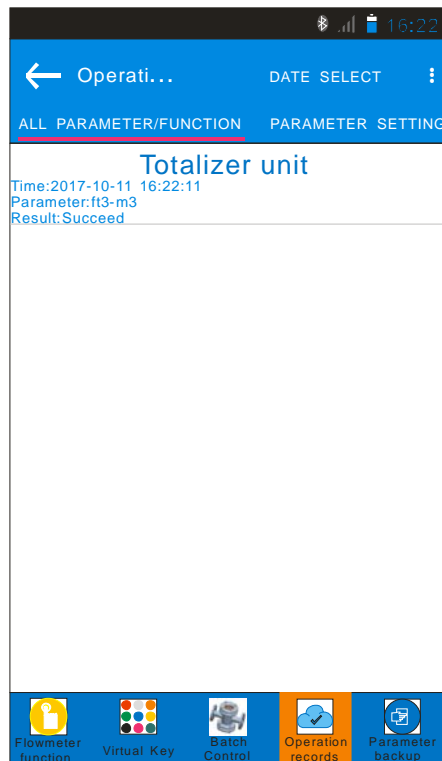 16:22
Operati...
DATE SELECT
ALL PARAMETER/FUNCTION
PARAMETER SETTING
Totalizer unit
Time:2017-10-11 16:22:11
Parameter:ft3-m3
Result:Succeed
Flowmeter
function
Virtual Key
Batch
Control
Operation
records
Parameter
backup